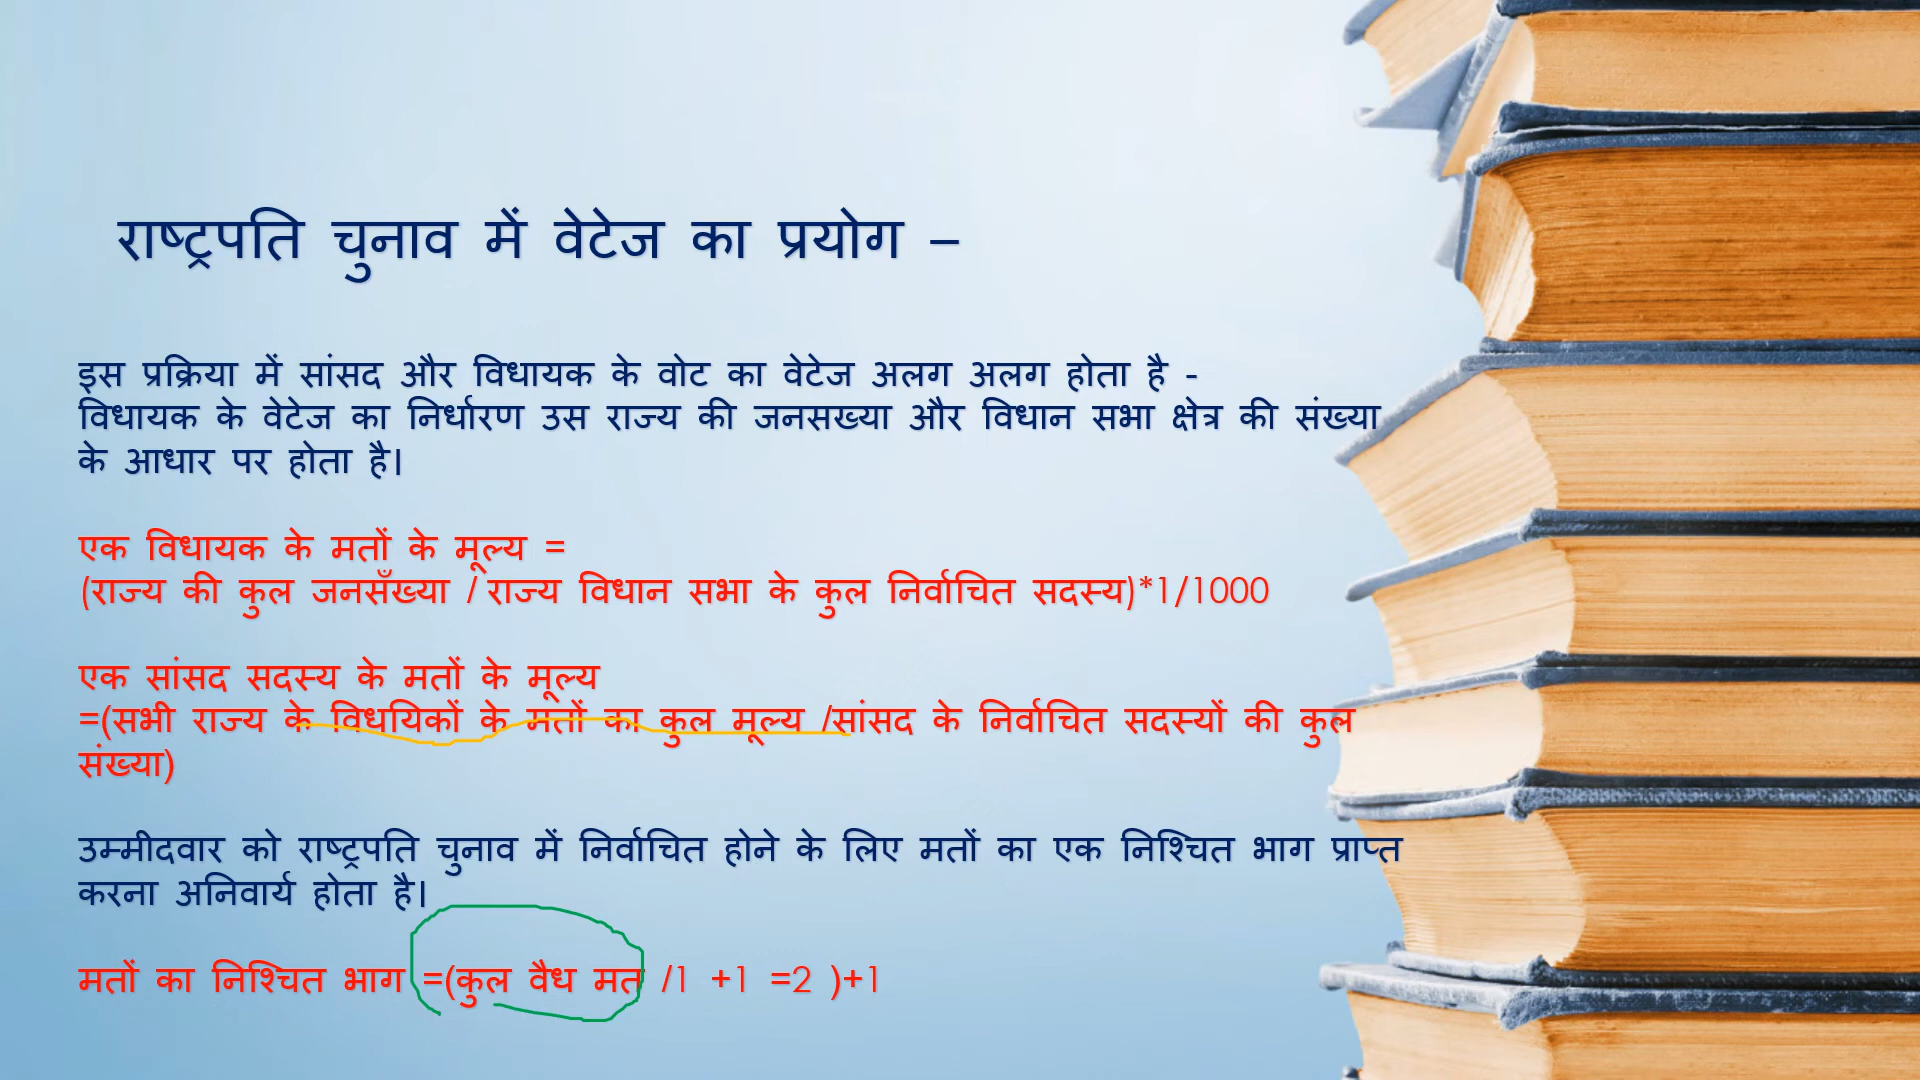 राष्ट्रपति चुनाव में वेटेज का प्रयोग –
इस प्रक्रिया में सांसद और विधायक के वोट का वेटेज अलग अलग होता है -
विधायक के वेटेज का निर्धारण उस राज्य की जनसख्या और विधान सभा क्षेत्र की संख्या
के आधार पर होता है।
एक विधायक के मतों के मूल्य =
(राज्य की कुल जनसँख्या / राज्य विधान सभा के कुल निर्वाचित सदस्य)*1/1000
एक सांसद सदस्य के मतों के मूल्य
=(सभी राज्य के विधयिकों के मतों का कुल मूल्य /सांसद के निर्वाचित सदस्यों की कुल
संख्या)
उम्मीदवार को राष्ट्रपति चुनाव में निर्वाचित होने के लिए मतों का एक निश्चित भाग प्राप्त
करना अनिवार्य होता है।
मतों का निश्चित भाग =(कुल वैध मत /1 +1 =2 )+1